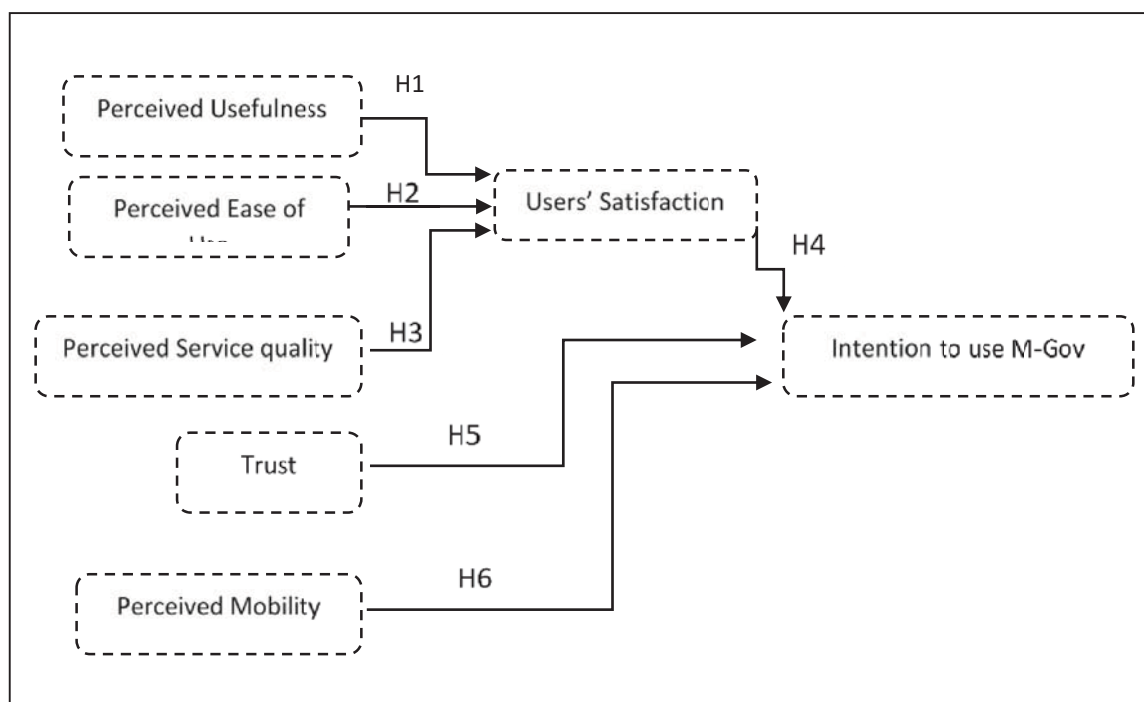 H1
Perceived Usefulness
H2
Perceived Ease of
Users’ Satisfaction
H4
H3
Perceived Service quality
Intention to use M-Gov
H5
Trust
H6
Perceived Mobility